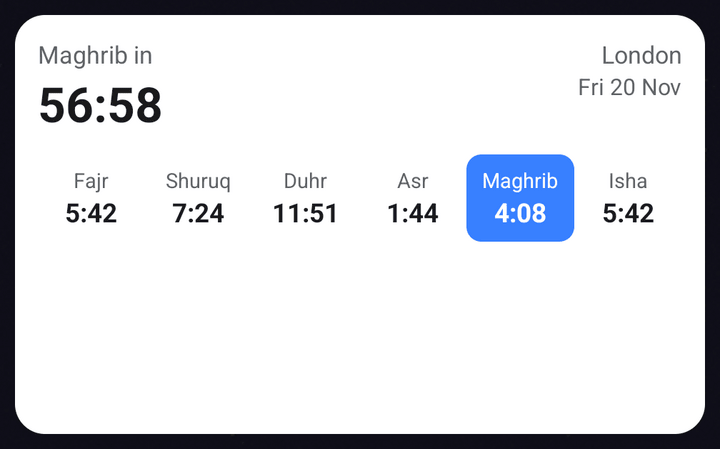 Maghrib in
56:58
London
Fri 20 Nov
Fajr Shuruq Duhr Asr Maghrib Isha
5:42 7:24 11:51 1:44 4:08 5:42